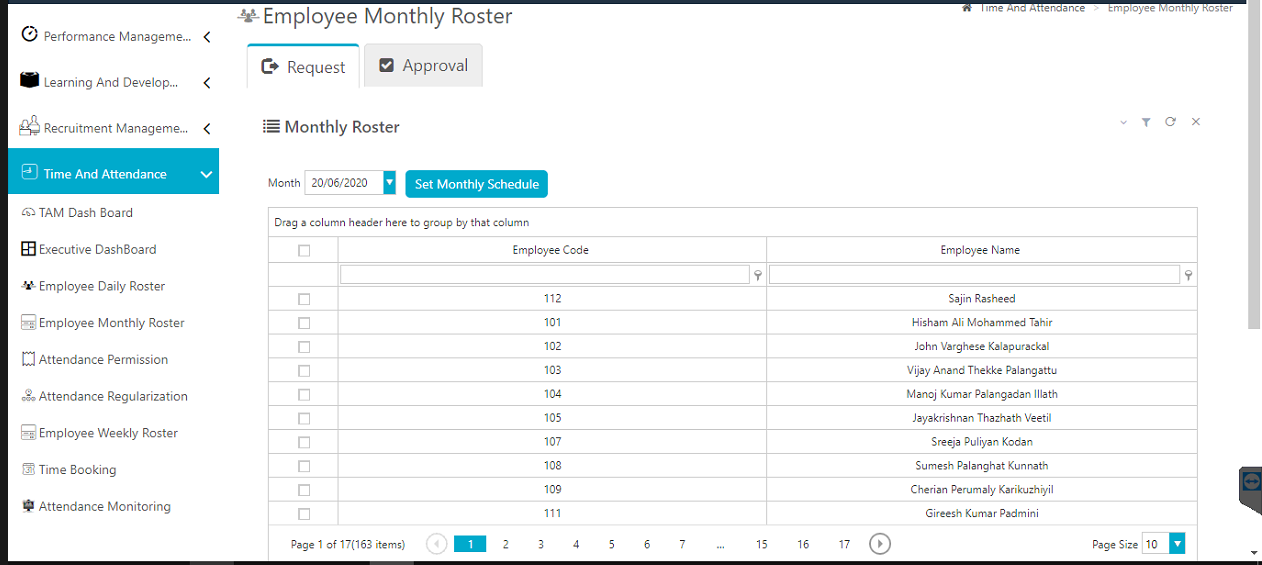 Employee Monthly Roster
Time And Attendance > Employee Monthly Roster
Performance Manageme...
Learning And Develop...
Recruitment Manageme...
Time And Attendance
TAM Dash Board
Executive DashBoard
Employee Daily Roster
Employee Monthly Roster
Attendance Permission
Attendance Regularization
Employee Weekly Roster
Time Booking
Attendance Monitoring
Request
Approval
Monthly Roster
Month 20/06/2020 Set Monthly Schedule
Drag a column header here to group by that column
Employee Code Employee Name
112 Sajin Rasheed
101 Hisham Ali Mohammed Tahir
102 John Varghese Kalapurackal
103 Vijay Anand Thekke Palangattu
104 Manoj Kumar Palangadan Illath
105 Jayakrishnan Thazhath Veetil
107 Sreeja Puliyan Kodan
108 Sumesh Palanghat Kunnath
109 Cherian Perumaly Karikuzhiyil
111 Gireesh Kumar Padmini
Page 1 of 17(163 items) 1 2 3 4 5 6 7 ... 15 16 17 Page Size 10